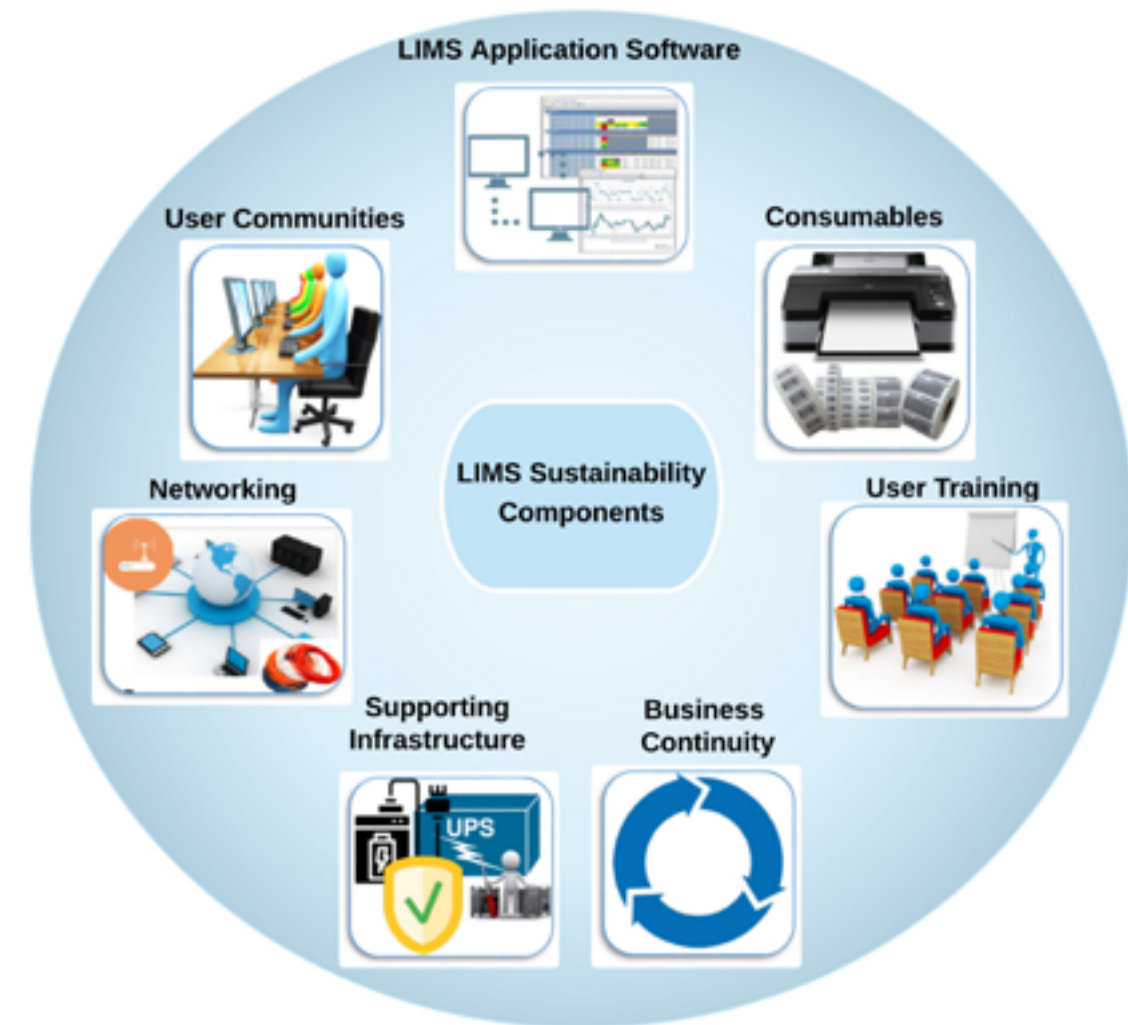 LIMS Application Software
User Communities
Consumables
LIMS Sustainability
Components
Networking
User Training
Supporting
Infrastructure
Business
Continuity
UPS